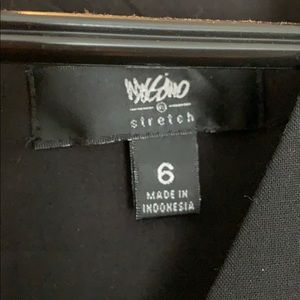 Mossimo
stretch
6
MADE IN
INDONESIA